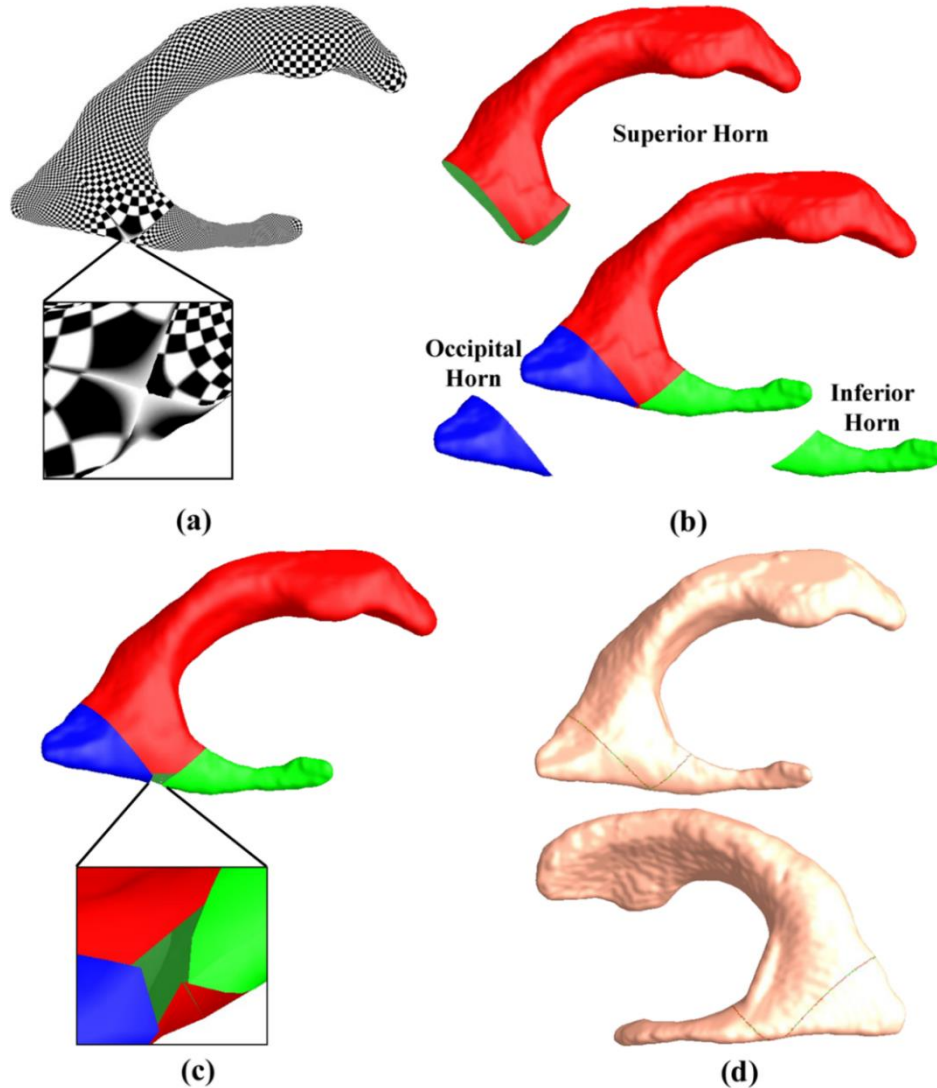 Superior Horn
Occipital
Horn
Inferior
Horn
(a)
(b)
(c)
(d)